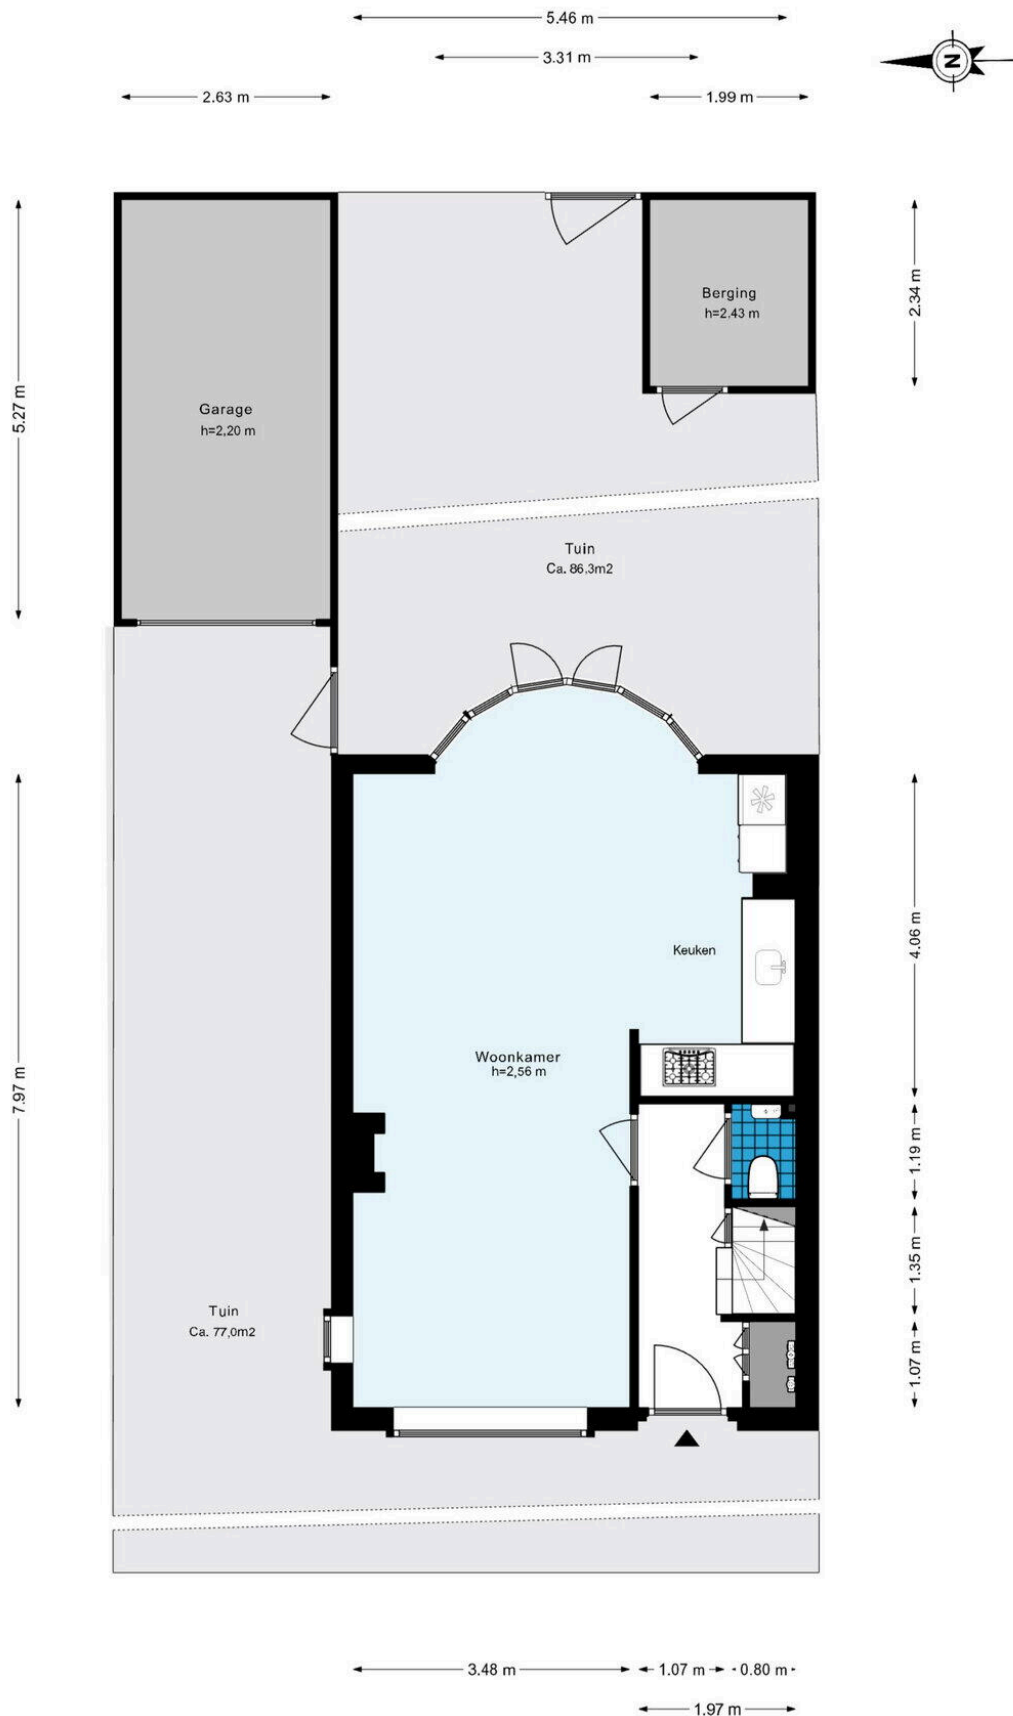 5.46 m
3.31 m
N
2.63 m
1.99 m
5.27 m
2.34 m
Berging
h=2,43 m
Garage
h=2,20 m
Tuin
Ca. 86,3m2
4.06 m
Keuken
7.97 m
Woonkamer
h=2,56 m
1.19 m
1.35 m
Tuin
Ca. 77,0m2
1.07 m
3.48 m
1.07 m
0.80 m
1.97 m